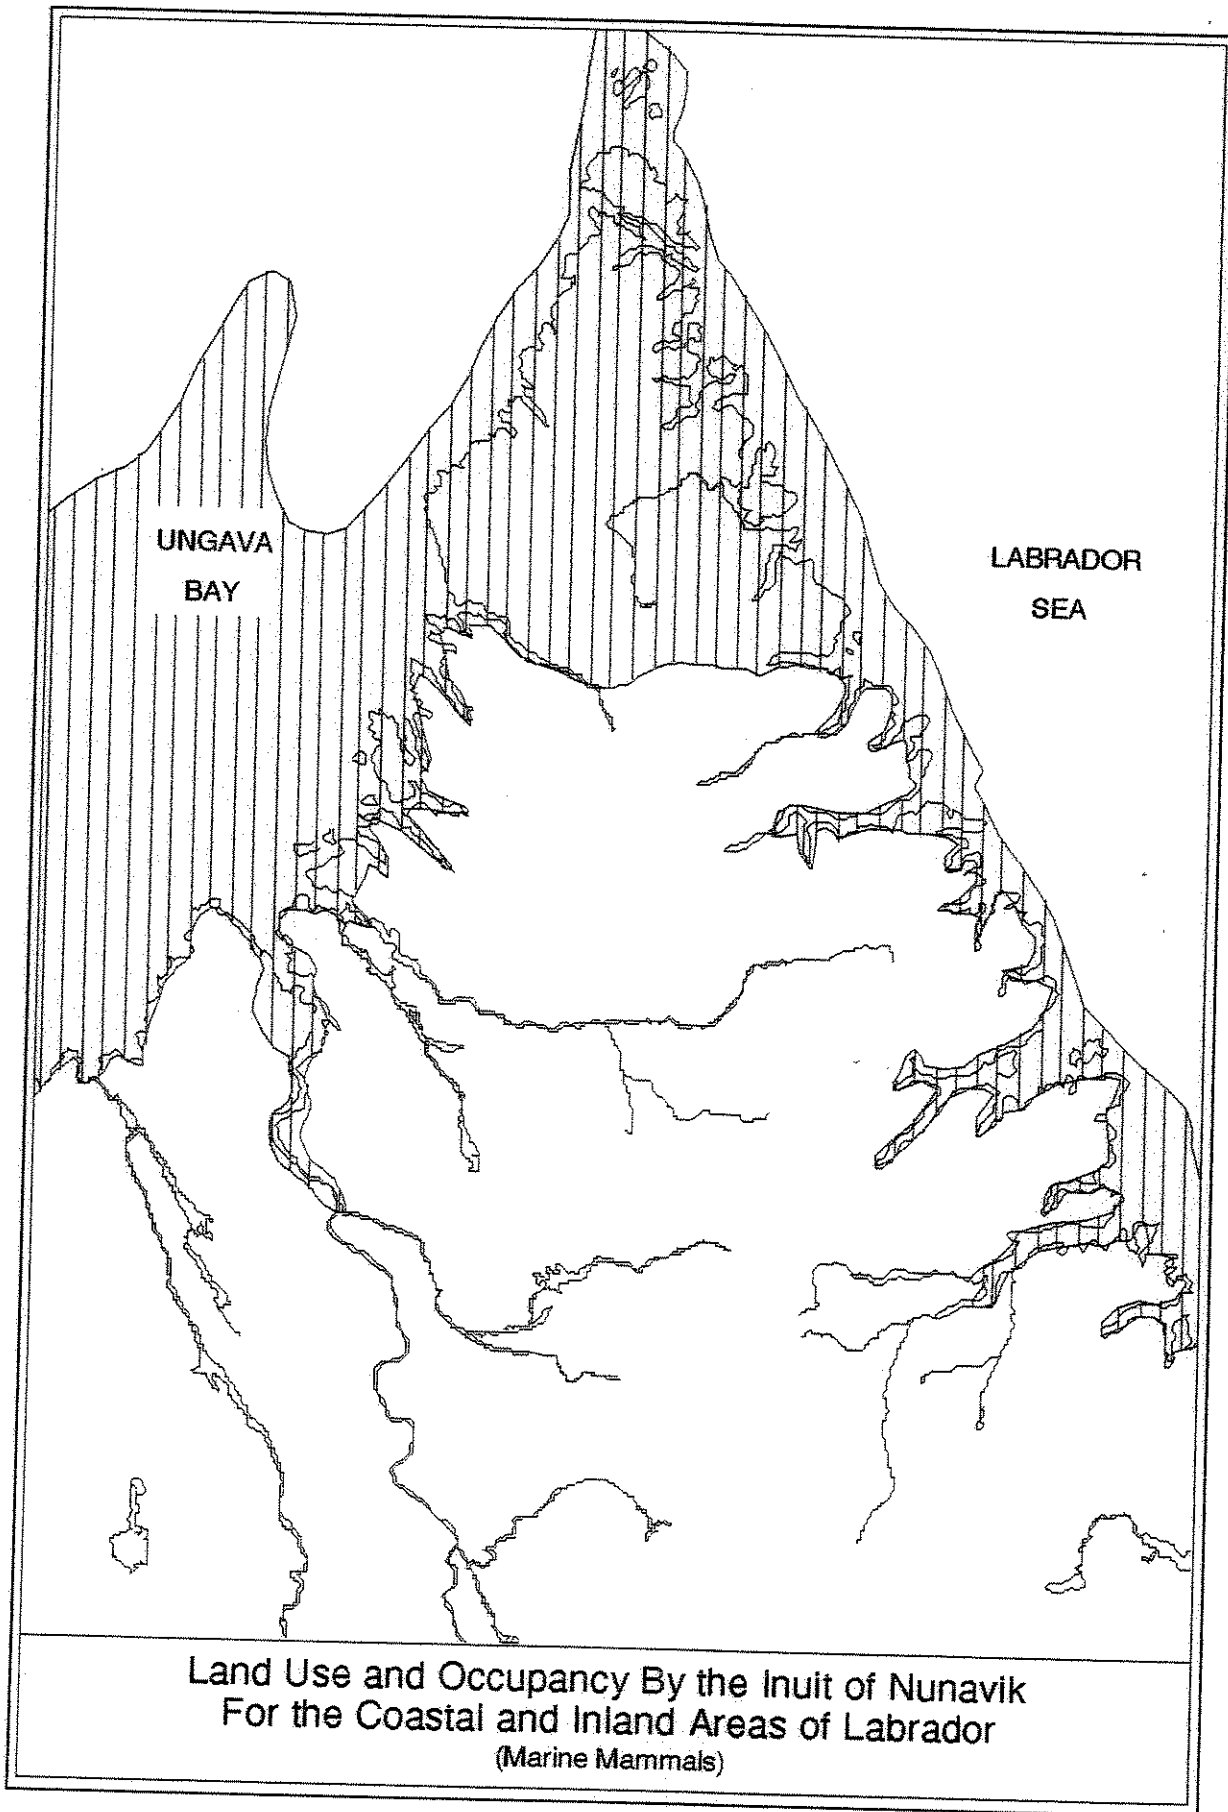 UNGAVA
BAY
LABRADOR
SEA
Land Use and Occupancy By the Inuit of Nunavik
For the Coastal and Inland Areas of Labrador
(Marine Mammals)